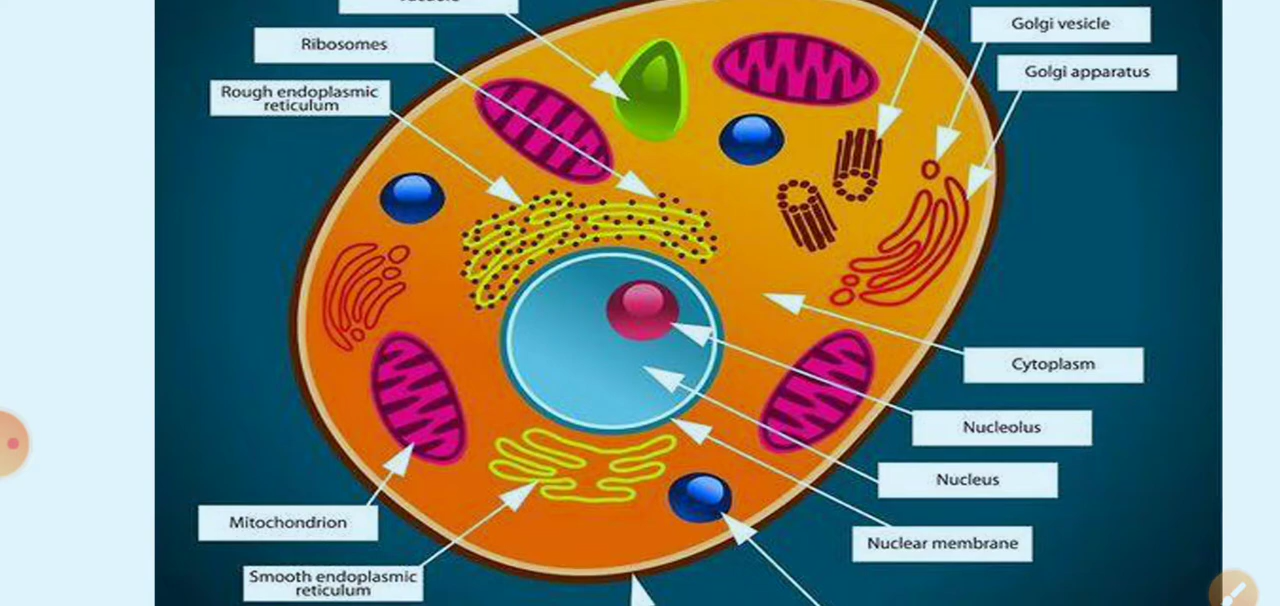 Ribosomes
Golgi vesicle
Golgi apparatus
Rough endoplasmic
reticulum
Cytoplasm
Nucleolus
Nucleus
Mitochondrion
Nuclear membrane
Smooth endoplasmic
reticulum